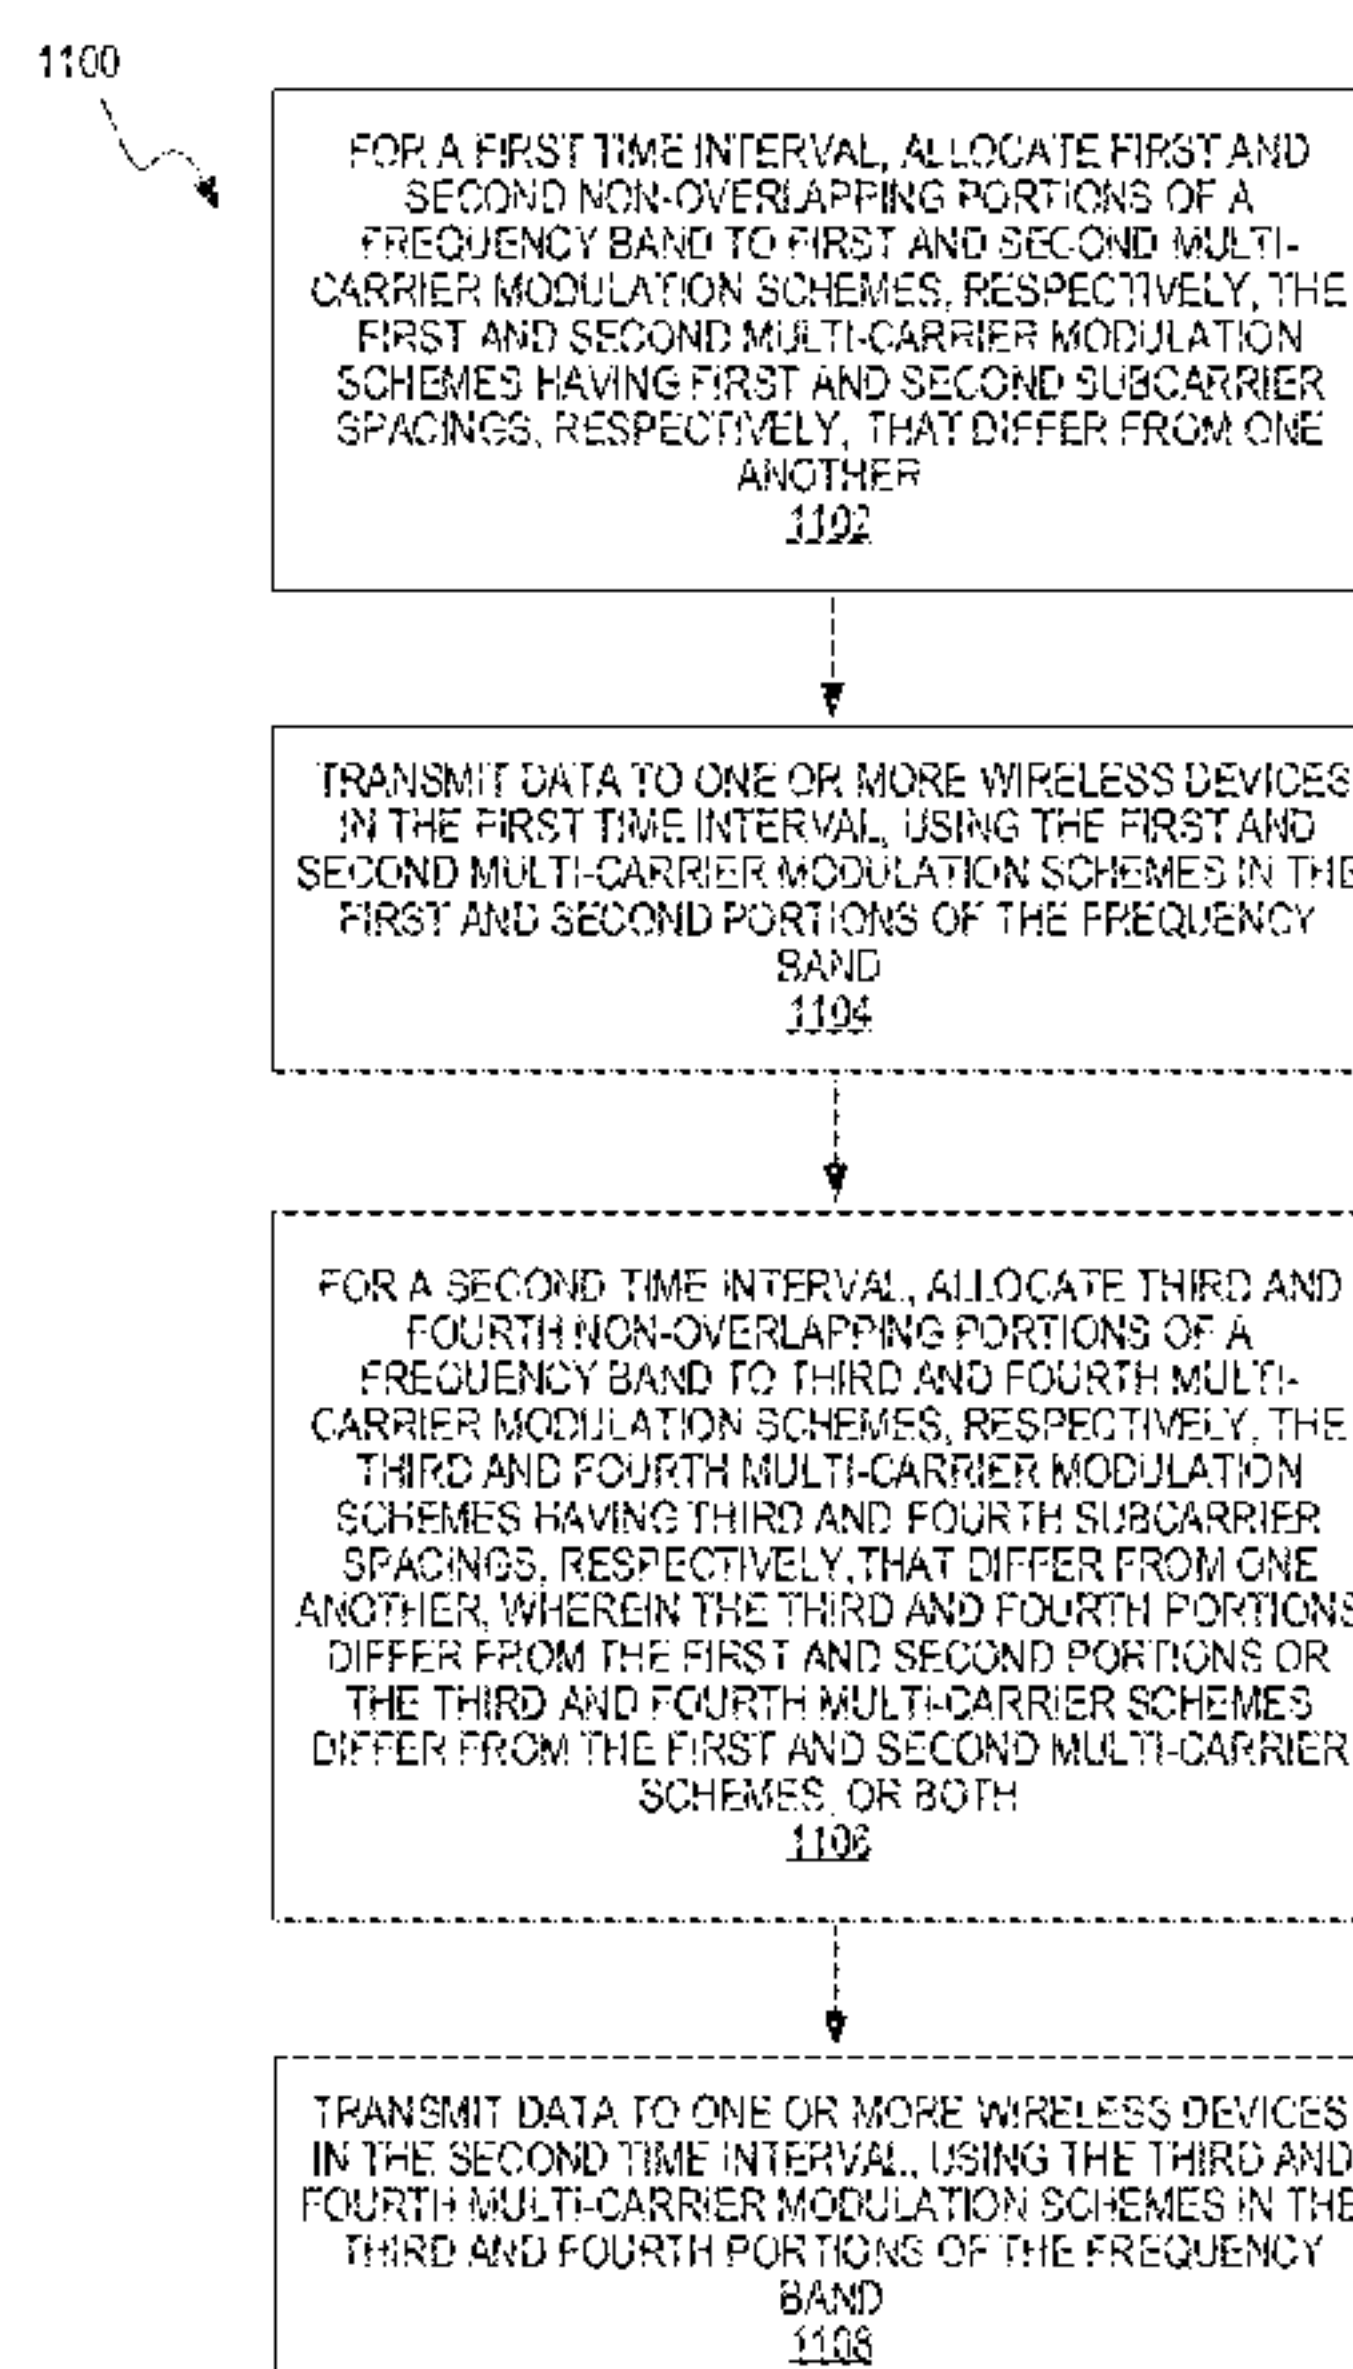 1100
FOR A FIRST TIME INTERVAL, ALLOCATE FIRST AND
SECOND NON-OVERLAPPING PORTIONS OF A
FREQUENCY BAND TO FIRST AND SECOND MULTI-
CARRIER MODULATION SCHEMES, RESPECTIVELY, THE
FIRST AND SECOND MULTI-CARRIER MODULATION
SCHEMES HAVING FIRST AND SECOND SUBCARRIER
SPACINGS, RESPECTIVELY, THAT DIFFER FROM ONE
ANOTHER
1102
TRANSMIT DATA TO ONE OR MORE WIRELESS DEVICES
IN THE FIRST TIME INTERVAL, USING THE FIRST AND
SECOND MULTI-CARRIER MODULATION SCHEMES IN THE
FIRST AND SECOND PORTIONS OF THE FREQUENCY
BAND
1104
FOR A SECOND TIME INTERVAL, ALLOCATE THIRD AND
FOURTH NON-OVERLAPPING PORTIONS OF A
FREQUENCY BAND TO THIRD AND FOURTH MULTI-
CARRIER MODULATION SCHEMES, RESPECTIVELY, THE
THIRD AND FOURTH MULTI-CARRIER MODULATION
SCHEMES HAVING THIRD AND FOURTH SUBCARRIER
SPACINGS, RESPECTIVELY, THAT DIFFER FROM ONE
ANOTHER, WHEREIN THE THIRD AND FOURTH PORTIONS
DIFFER FROM THE FIRST AND SECOND PORTIONS OR
THE THIRD AND FOURTH MULTI-CARRIER SCHEMES
DIFFER FROM THE FIRST AND SECOND MULTI-CARRIER
SCHEMES, OR BOTH
1106
TRANSMIT DATA TO ONE OR MORE WIRELESS DEVICES
IN THE SECOND TIME INTERVAL, USING THE THIRD AND
FOURTH MULTI-CARRIER MODULATION SCHEMES IN THE
THIRD AND FOURTH PORTIONS OF THE FREQUENCY
BAND
1108